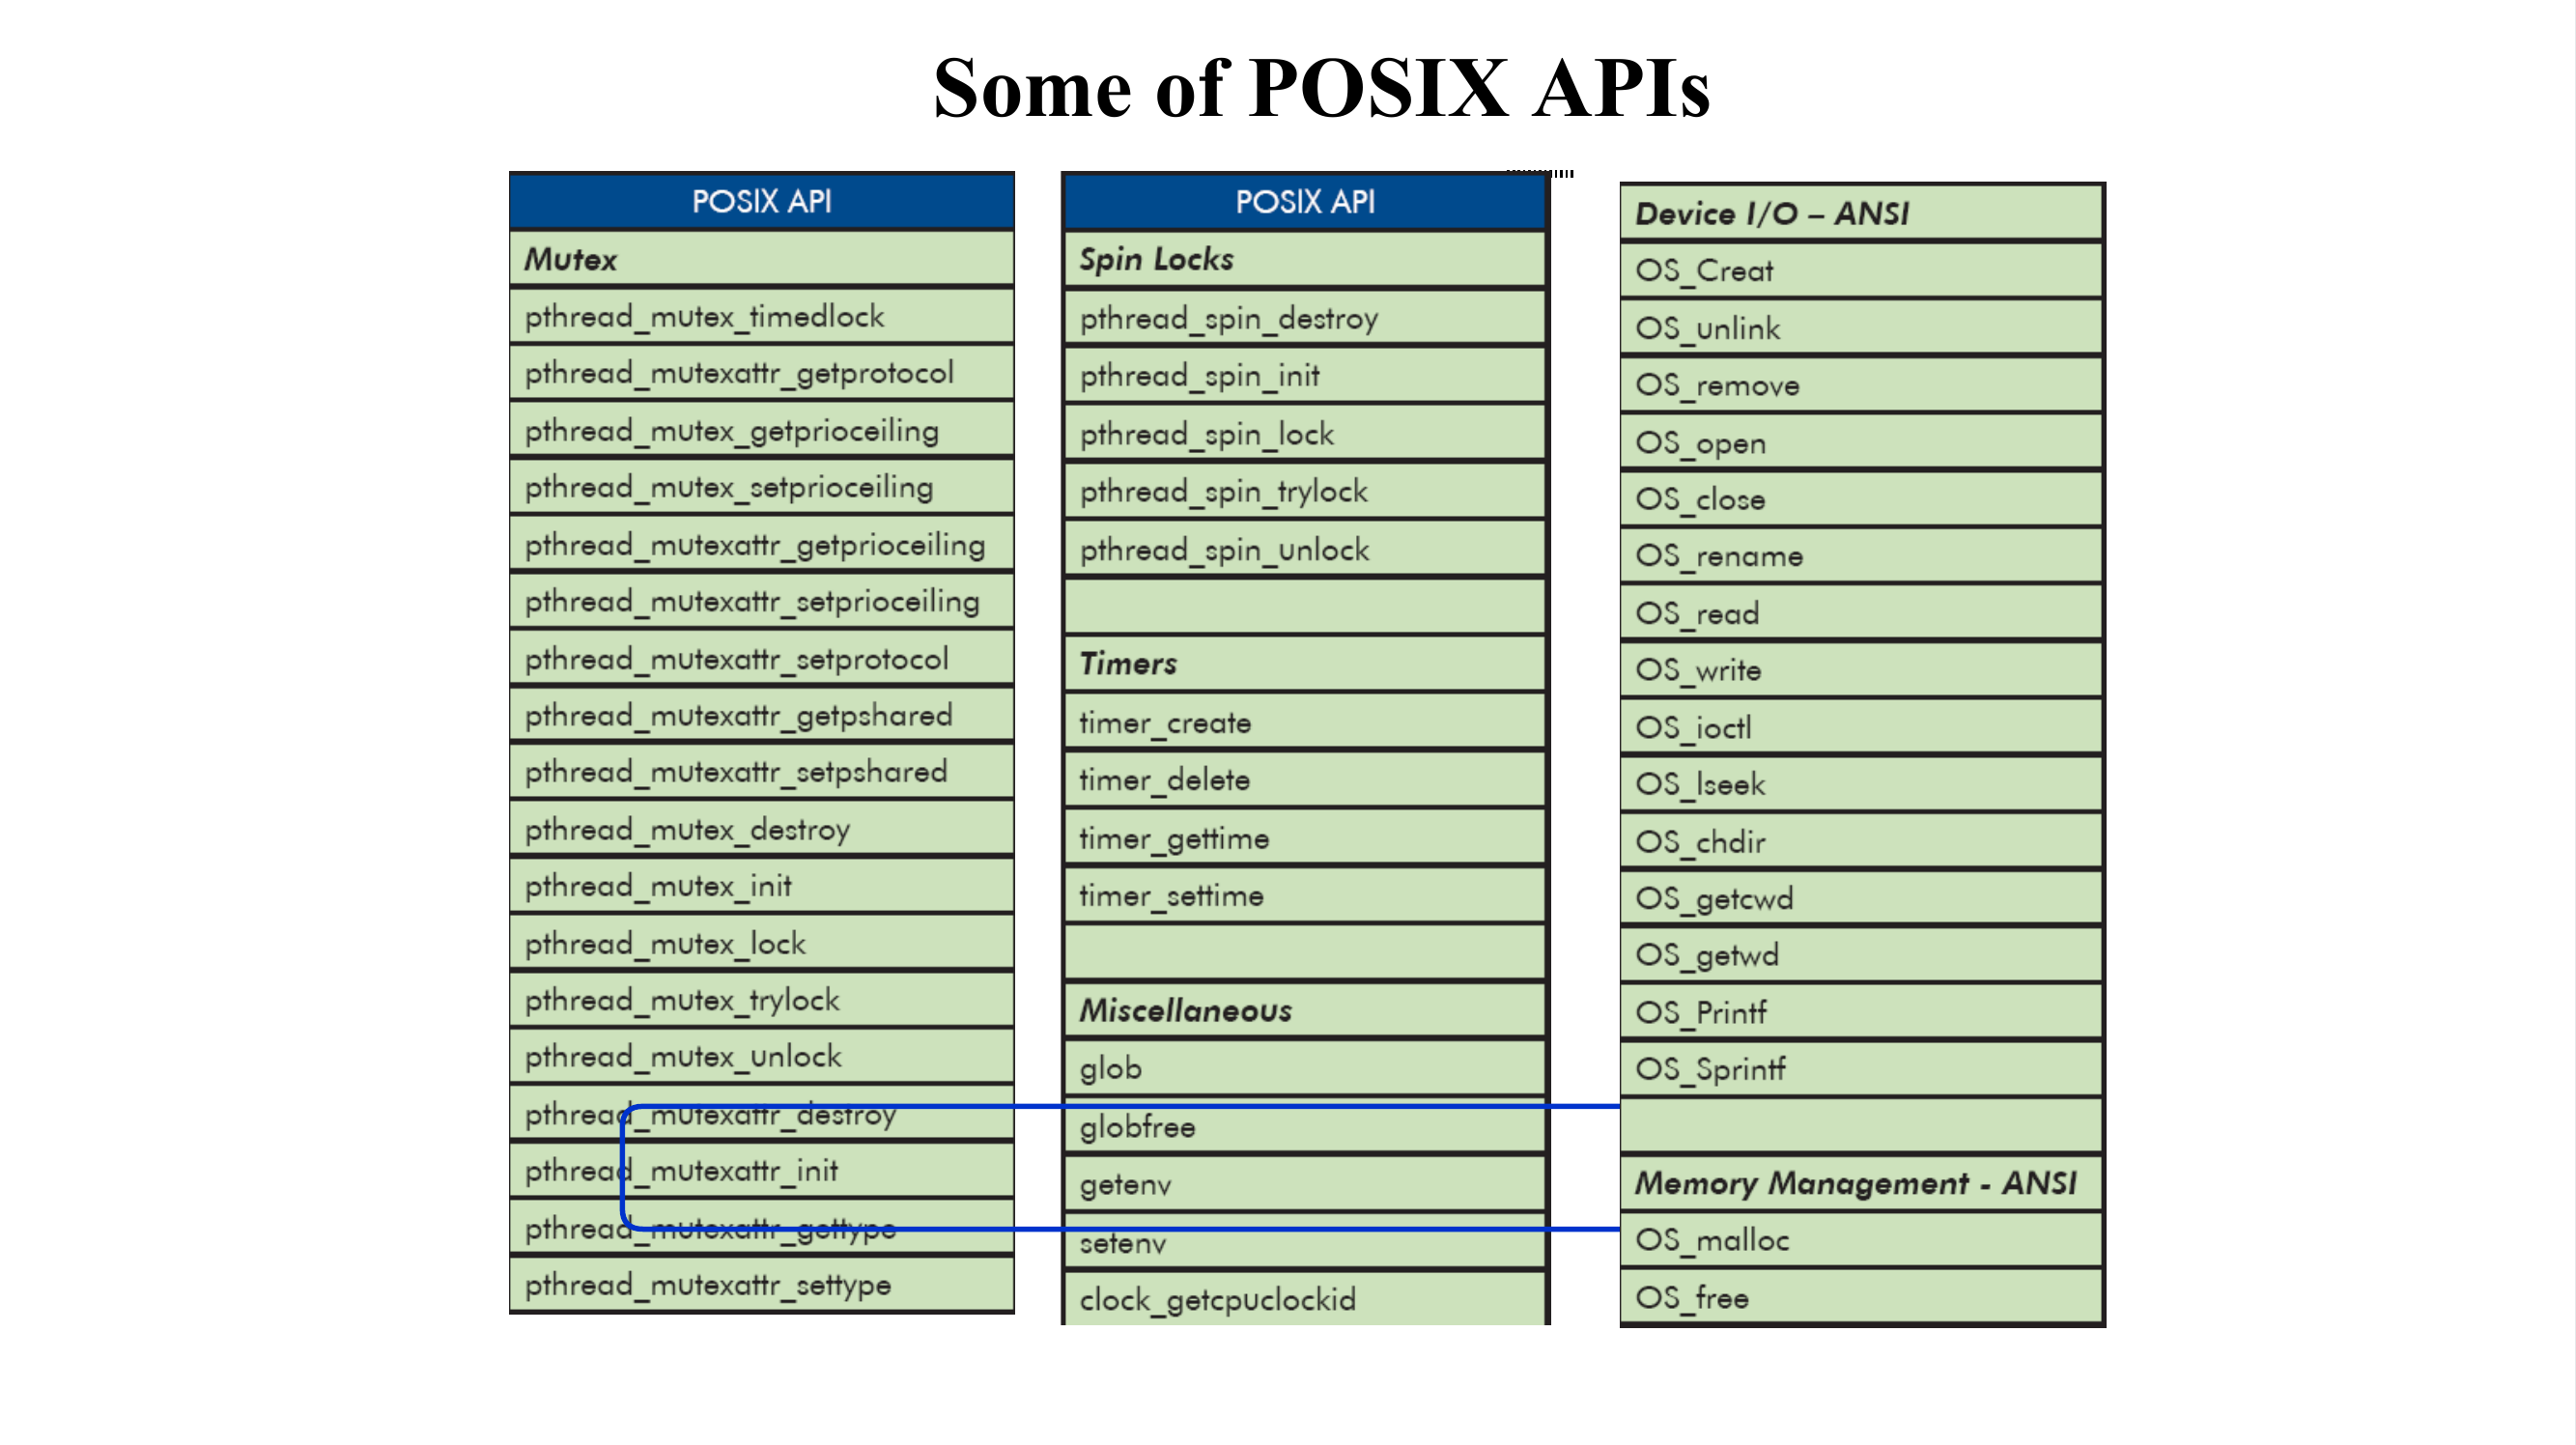 Some of POSIX APIs
POSIX API
Mutex
pthread_mutex_timedlock
pthread_mutexattr_getprotocol
pthread_mutex_getprioceiling
pthread_mutex_setprioceiling
pthread_mutexattr_getprioceiling
pthread_mutexattr_setprioceiling
pthread_mutexattr_setprotocol
pthread_mutexattr_getpshared
pthread_mutexattr_setpshared
pthread_mutex_destroy
pthread_mutex_init
pthread_mutex_lock
pthread_mutex_trylock
pthread_mutex_unlock
pthread_mutexattr_destroy
pthread_mutexattr_init
pthread_mutexattr_gettype
pthread_mutexattr_settype
POSIX API
Spin Locks
pthread_spin_destroy
pthread_spin_init
pthread_spin_lock
pthread_spin_trylock
pthread_spin_unlock
Timers
timer_create
timer_delete
timer_gettime
timer_settime
Miscellaneous
glob
globfree
getenv
setenv
clock_getcpuclockid
Device I/O – ANSI
OS_Creat
OS_unlink
OS_remove
OS_open
OS_close
OS_rename
OS_read
OS_write
OS_ioctl
OS_lseek
OS_chdir
OS_getcwd
OS_getwd
OS_Printf
OS_Sprintf
Memory Management - ANSI
OS_malloc
OS_free